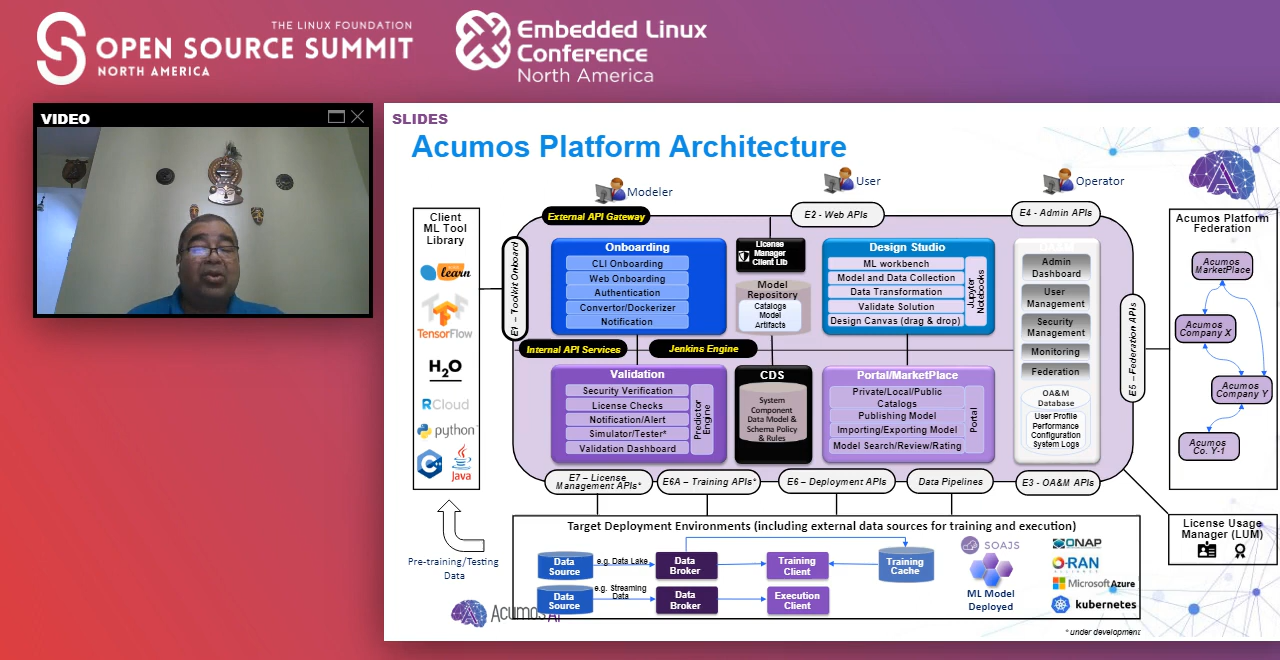 THE LINUX FOUNDATION
OPEN SOURCE SUMMIT
NORTH AMERICA
Embedded Linux
Conference
North America
VIDEO
SLIDES
Acumos Platform Architecture
Modeler
User
Operator
Client
ML Tool
Library
learn
TensorFlow
H2O
RCloud
python
C++
Java
Pre-training/Testing
Data
External API Gateway
E2 - Web APIs
E4 - Admin APIs
E1 – Toolkit Onboard
Onboarding
CLI Onboarding
Web Onboarding
Authentication
Convertor/Dockerizer
Notification
License
Manager
Client Lib
Model
Repository
Catalogs
Model
Artifacts
Design Studio
ML workbench
Model and Data Collection
Data Transformation
Validate Solution
Design Canvas (drag & drop)
Jupyter
Notebooks
Admin
Dashboard
User
Management
Security
Management
Monitoring
Federation
OA&M
Database
User Profile
Performance
Configuration
System Logs
E5 – Federation APIs
Internal API Services
Jenkins Engine
Validation
Security Verification
License Checks
Notification/Alert
Simulator/Tester*
Validation Dashboard
Predictor
Engine
CDS
System
Component
Data Model &
Schema Policy
& Rules
Portal/MarketPlace
Private/Local/Public
Catalogs
Publishing Model
Importing/Exporting Model
Model Search/Review/Rating
Portal
E7 – License
Management APIs*
E6A – Training APIs*
E6 – Deployment APIs
Data Pipelines
E3 - OA&M APIs
A
Acumos Platform
Federation
Acumos
MarketPlace
Acumos
Company X
Acumos
Company Y
Acumos
Co. Y-1
License Usage
Manager (LUM)
Target Deployment Environments (including external data sources for training and execution)
Data
Source
e.g. Data Lake
Data
Broker
Training
Client
Training
Cache
Data
Source
e.g. Streaming
Data
Data
Broker
Execution
Client
SOAJS
ML Model
Deployed
ONAP
O-RAN
ALLIANCE
Microsoft Azure
kubernetes
Acumos AI
* under development